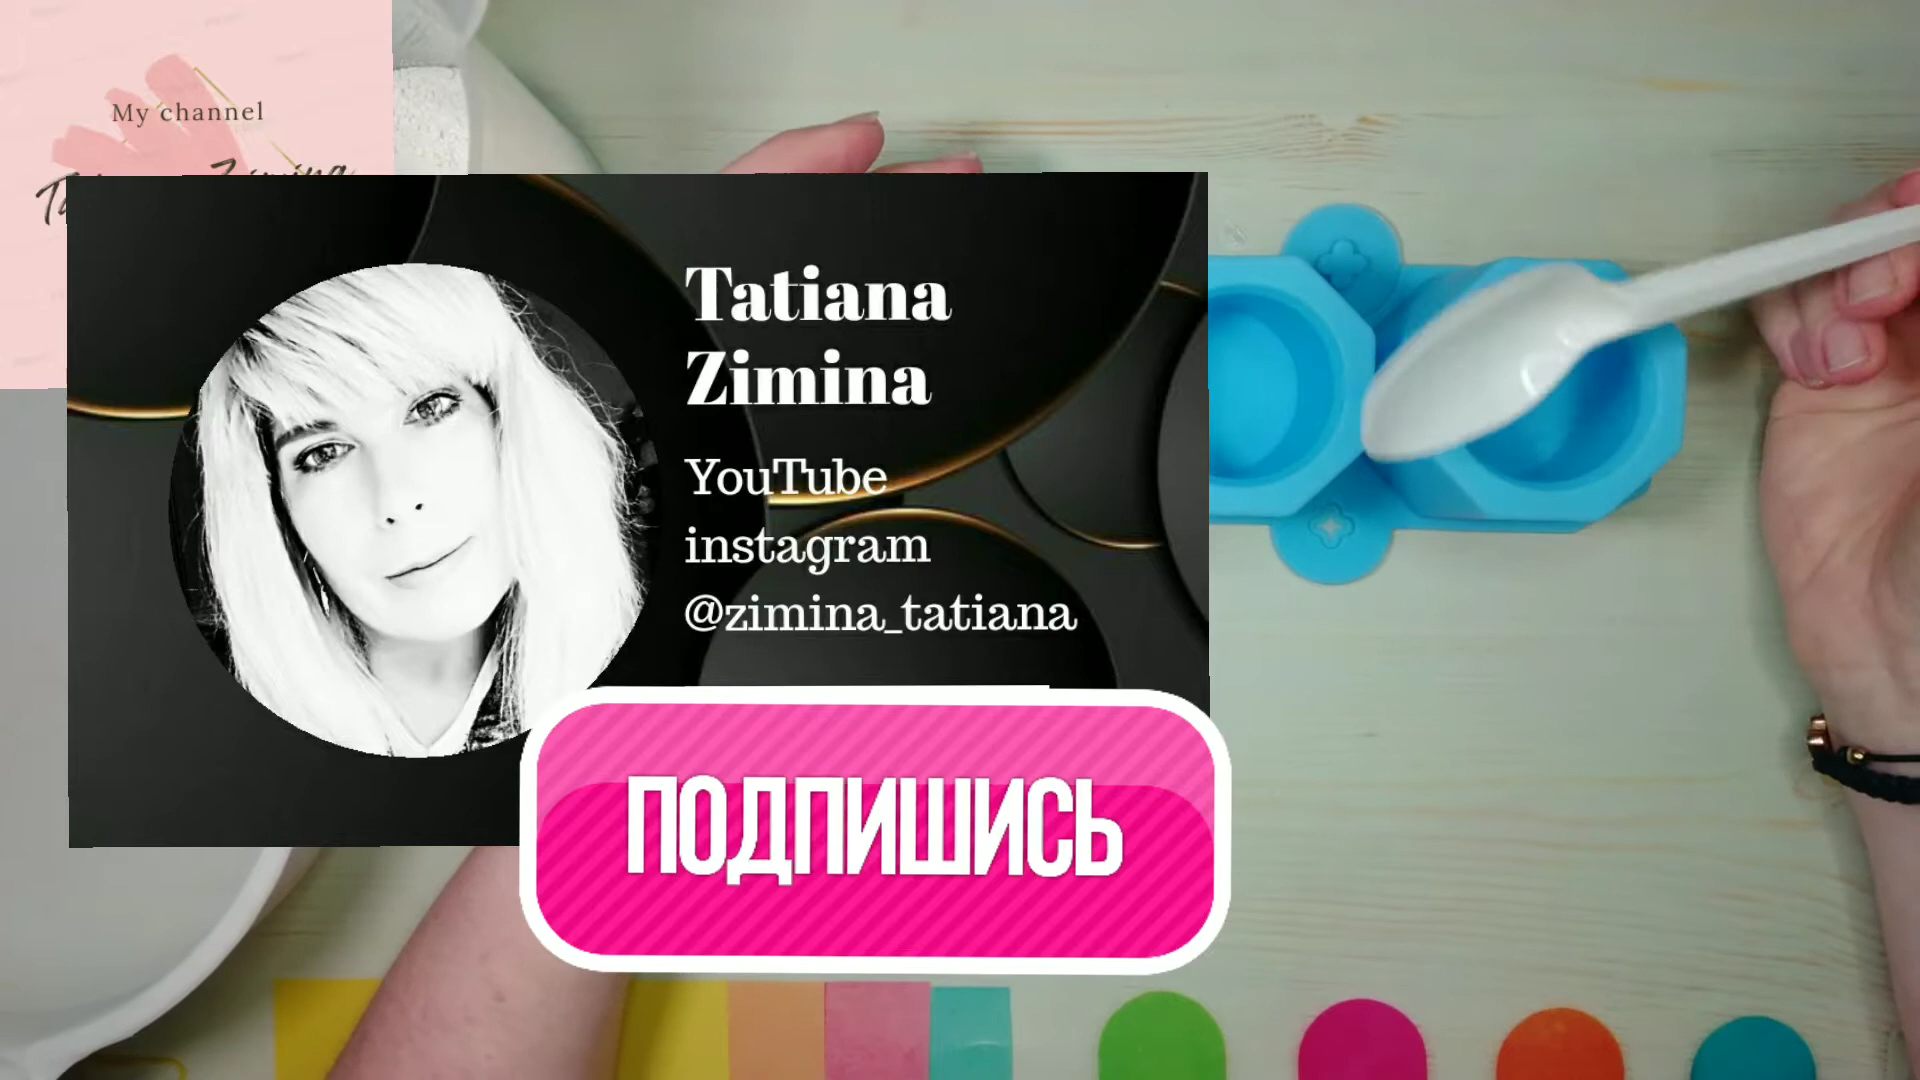 My channel
Tatiana
Zimina
YouTube
instagram
@zimina_tatiana
ПОДПИШИСЬ